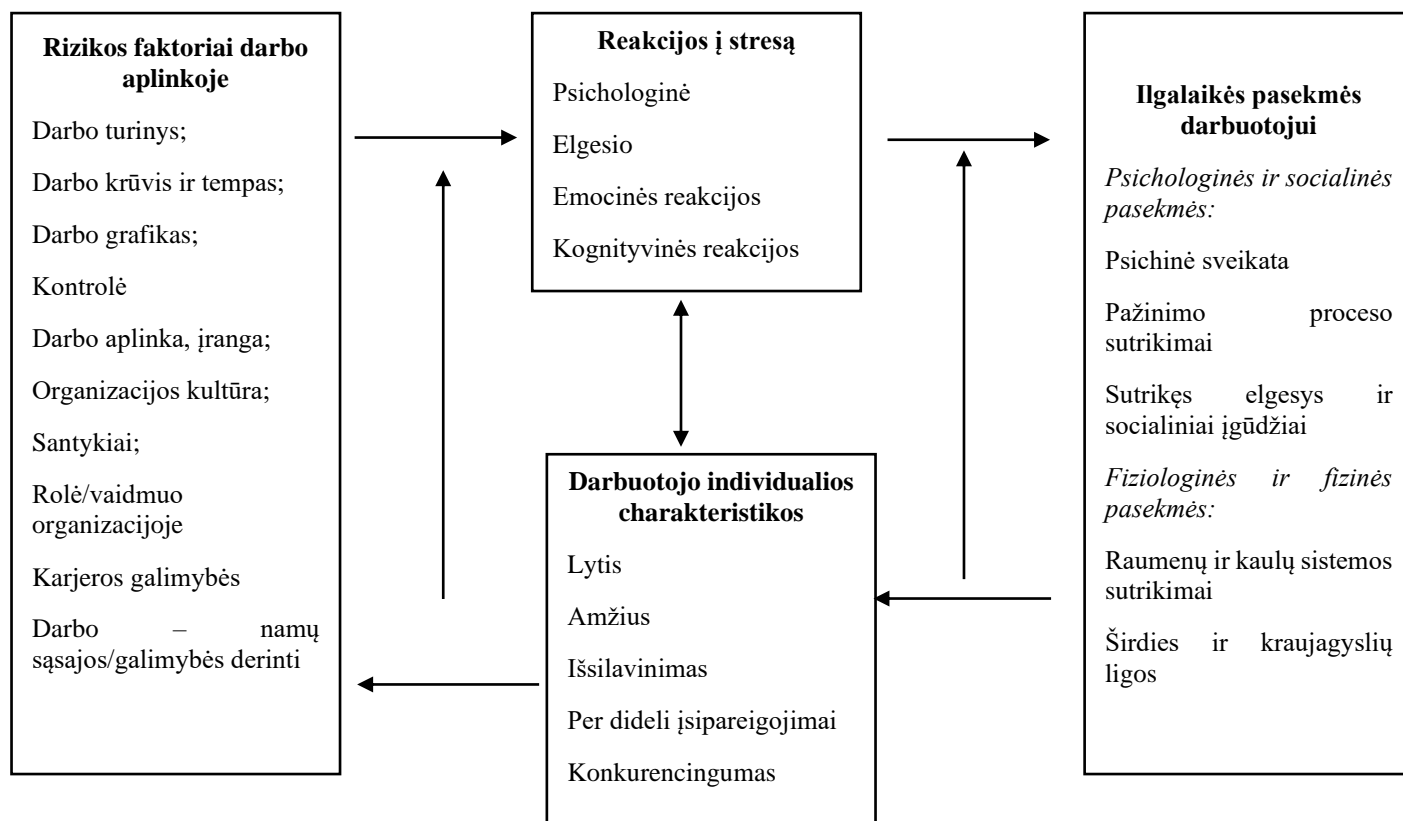 Rizikos faktoriai darbo
aplinkoje
Darbo turinys;
Darbo krūvis ir tempas;
Darbo grafikas;
Kontrolė
Darbo aplinka, įranga;
Organizacijos kultūra;
Santykiai;
Rolė/vaidmuo
organizacijoje
Karjeros galimybės
Darbo – namų
sąsajos/galimybės derinti
Reakcijos į stresą
Psichologinė
Elgesio
Emocinės reakcijos
Kognityvinės reakcijos
Darbuotojo individualios
charakteristikos
Lytis
Amžius
Išsilavinimas
Per dideli įsipareigojimai
Konkurencingumas
Ilgalaikės pasekmės
darbuotojui
Psichologinės ir socialinės
pasekmės:
Psichinė sveikata
Pažinimo proceso
sutrikimai
Sutrikęs elgesys ir
socialiniai įgūdžiai
Fiziologinės ir fizinės
pasekmės:
Raumenų ir kaulų sistemos
sutrikimai
Širdies ir kraujagyslių
ligos